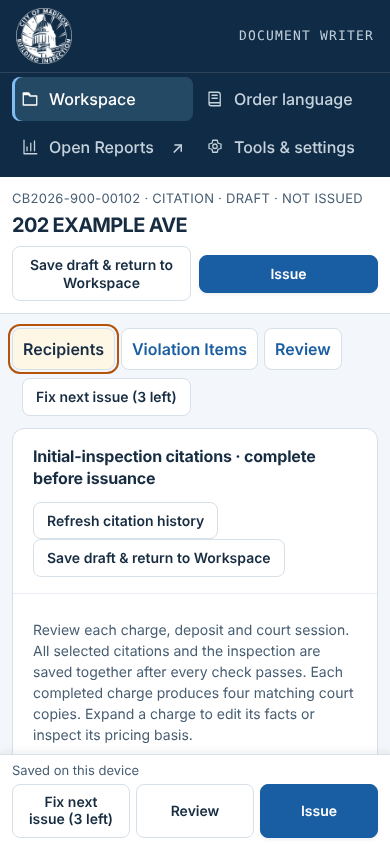 CITY OF MADISON
BUILDING INSPECTION
DOCUMENT WRITER
Workspace
Order language
Open Reports ↗
Tools & settings
CB2026-900-00102 · CITATION · DRAFT · NOT ISSUED
202 EXAMPLE AVE
Save draft & return to
Workspace
Issue
Recipients
Violation Items
Review
Fix next issue (3 left)
Initial-inspection citations · complete
before issuance
Refresh citation history
Save draft & return to Workspace
Review each charge, deposit and court session.
All selected citations and the inspection are
saved together after every check passes. Each
completed charge produces four matching court
copies. Expand a charge to edit its facts or
inspect its pricing basis.
Saved on this device
Fix next
issue (3 left)
Review
Issue